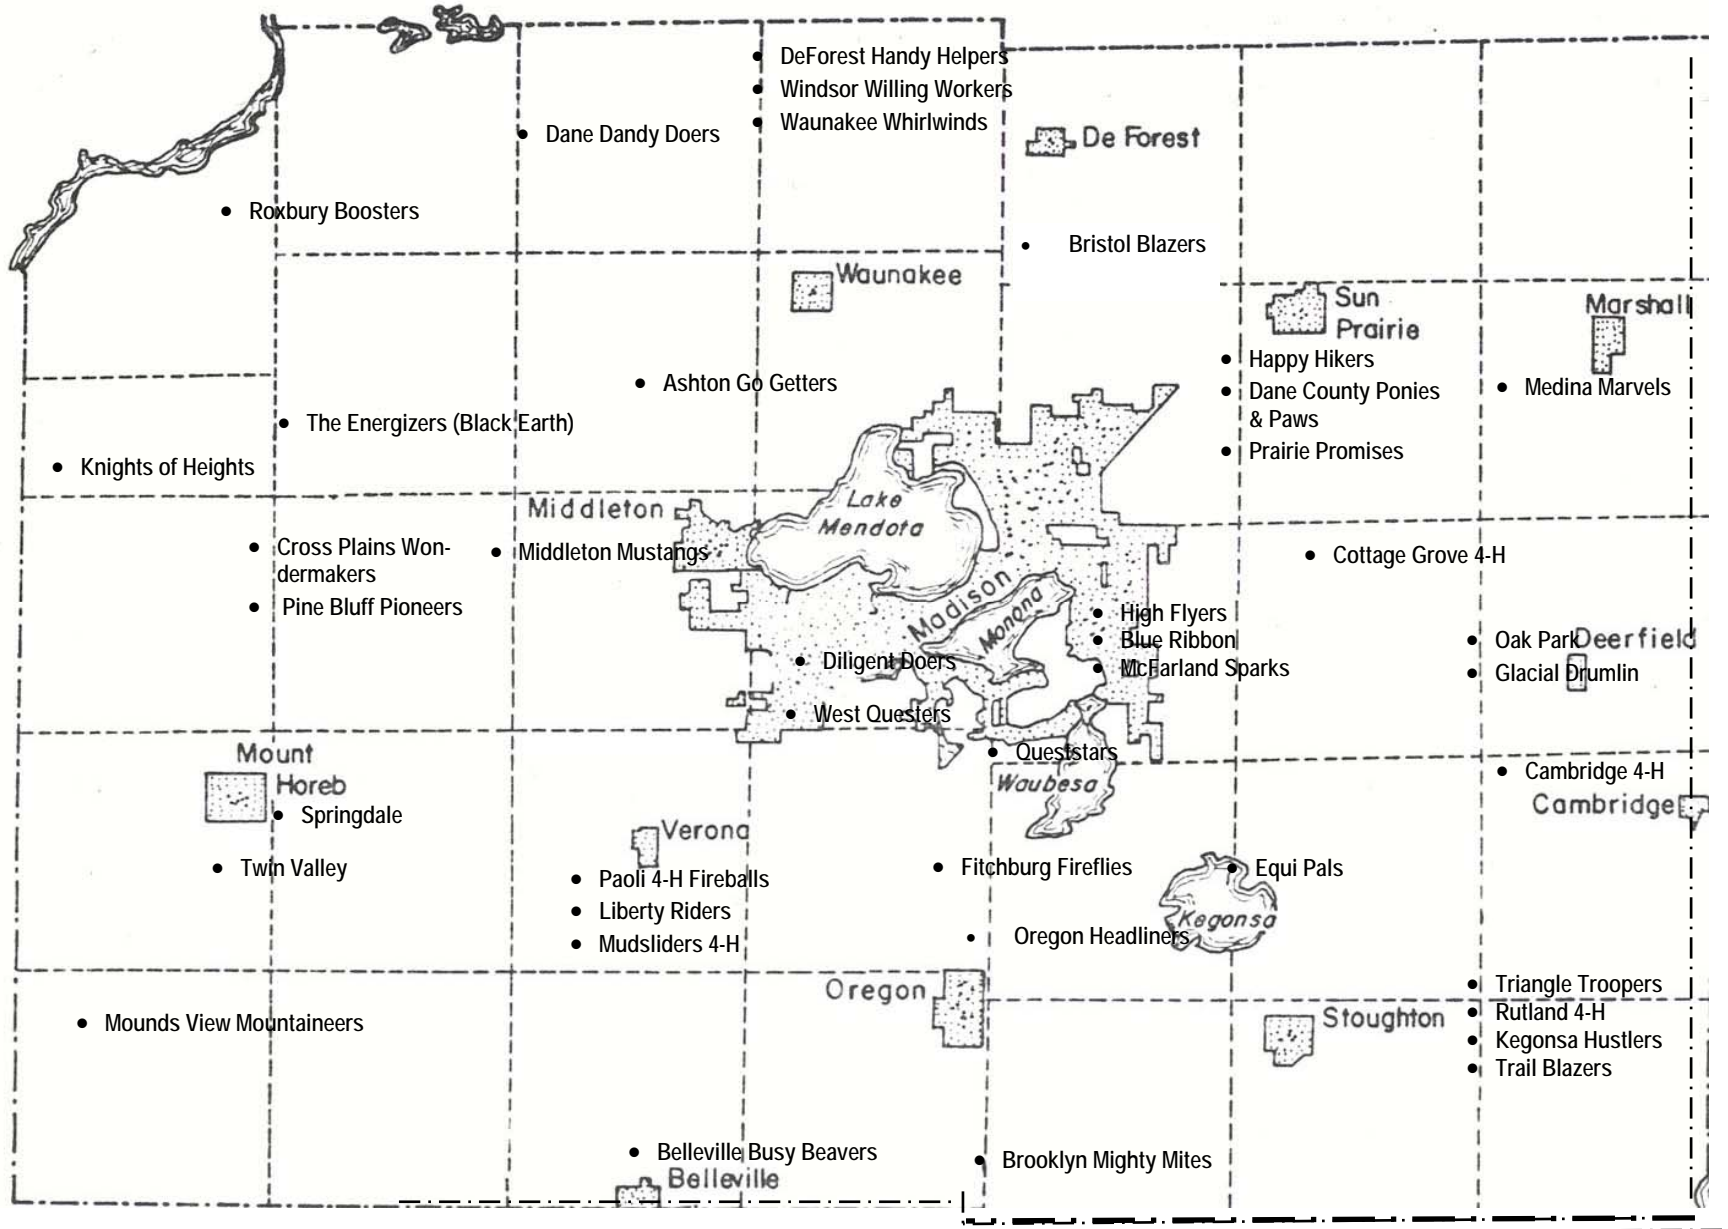 • DeForest Handy Helpers
• Windsor Willing Workers
• Waunakee Whirlwinds
• Dane Dandy Doers
De Forest
• Roxbury Boosters
• Bristol Blazers
Waunakee
Sun
Prairie
Marshall
• Happy Hikers
• Dane County Ponies
& Paws
• Prairie Promises
• Medina Marvels
• Ashton Go Getters
• The Energizers (Black Earth)
• Knights of Heights
Middleton
Lake
Mendota
• Cross Plains Won-
dermakers
• Pine Bluff Pioneers
• Middleton Mustangs
• Cottage Grove 4-H
Madison
Monona
• High Flyers
• Blue Ribbon
• McFarland Sparks
• Oak Park
Deerfield
• Glacial Drumlin
• Diligent Doers
• West Questers
• Queststars
Waubesa
Mount
Horeb
• Springdale
• Twin Valley
• Cambridge 4-H
Cambridge
Verona
• Paoli 4-H Fireballs
• Liberty Riders
• Mudsliders 4-H
• Fitchburg Fireflies
• Equi Pals
Kegonsa
• Oregon Headliners
Oregon
• Mounds View Mountaineers
Stoughton
• Triangle Troopers
• Rutland 4-H
• Kegonsa Hustlers
• Trail Blazers
• Belleville Busy Beavers
Belleville
• Brooklyn Mighty Mites